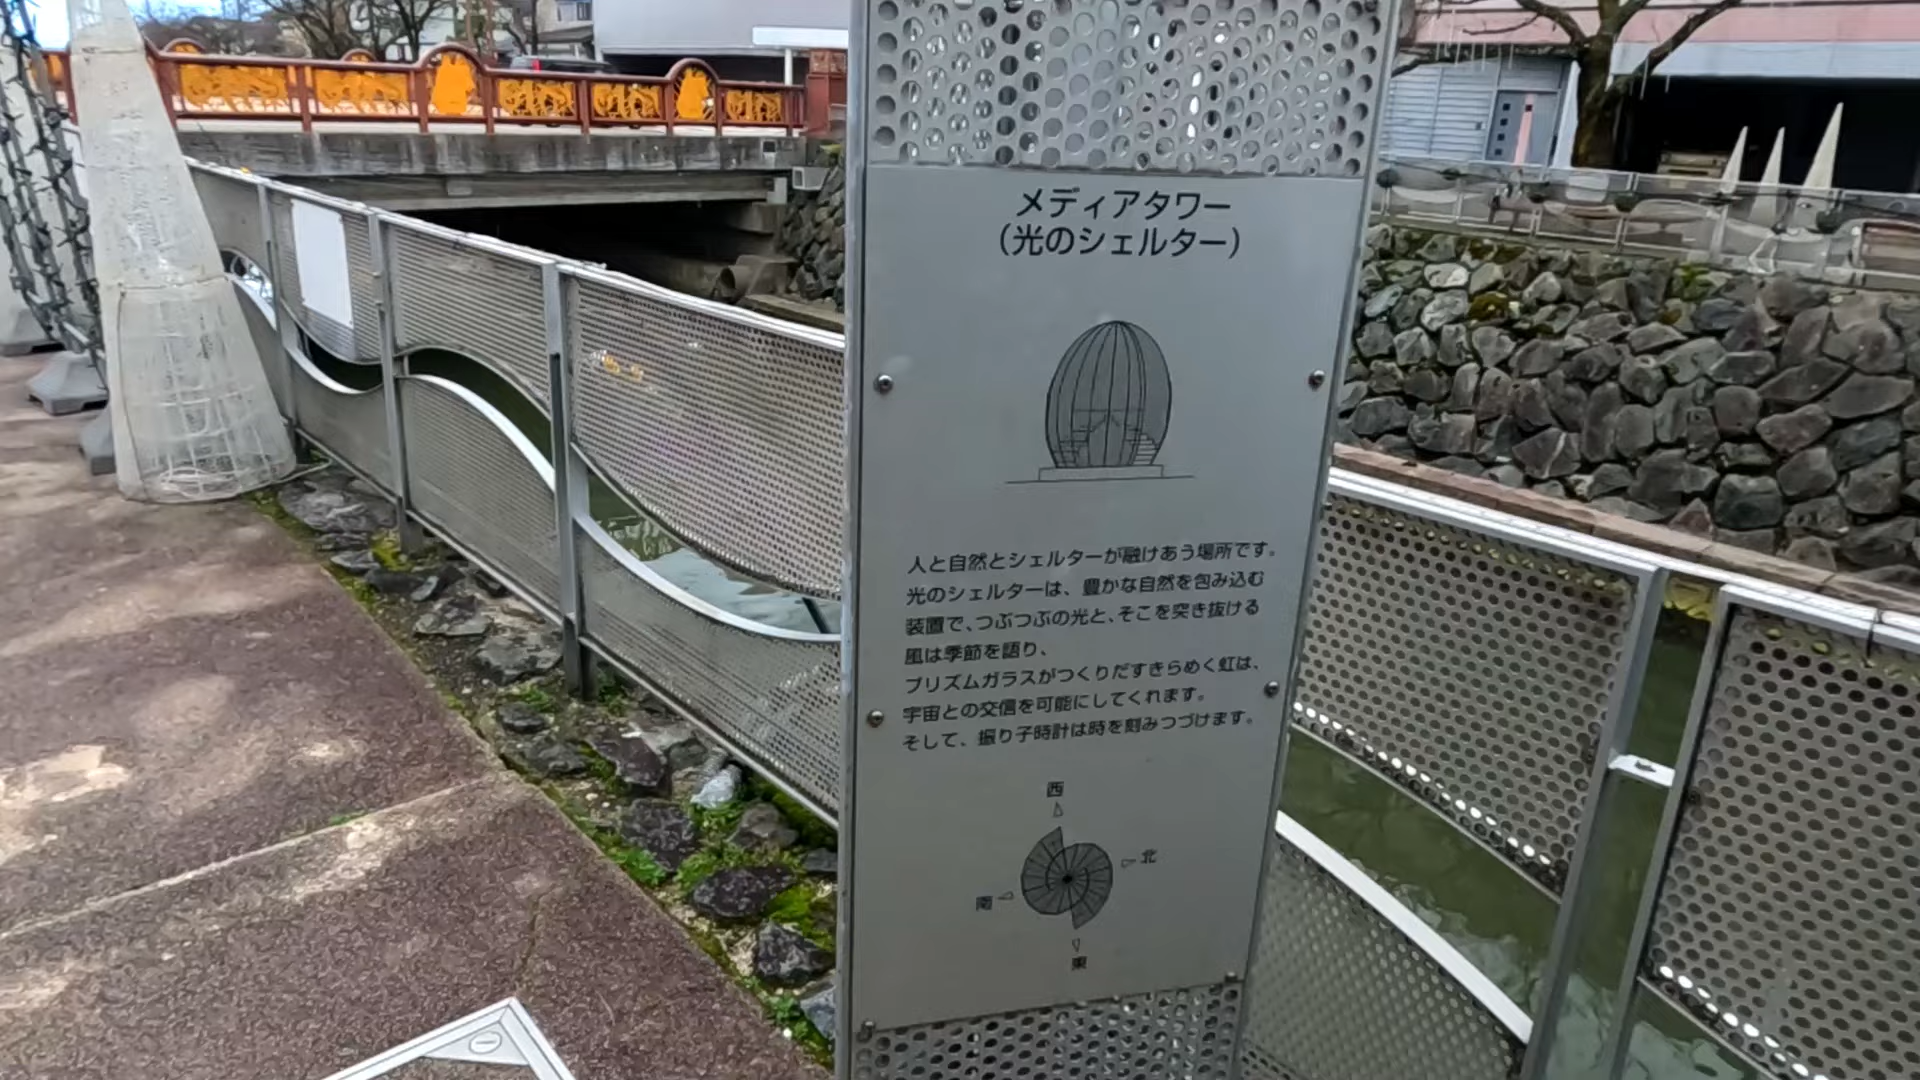 メディアタワー
（光のシェルター）
人と自然とシェルターが融けあう場所です。
光のシェルターは、豊かな自然を包み込む
装置で、つぶつぶの光と、そこを突き抜ける
風は季節を語り、
プリズムガラスがつくりだすきらめく虹は、
宇宙との交信を可能にしてくれます。
そして、振り子時計は時を刻みつづけます。
西
北
南
東